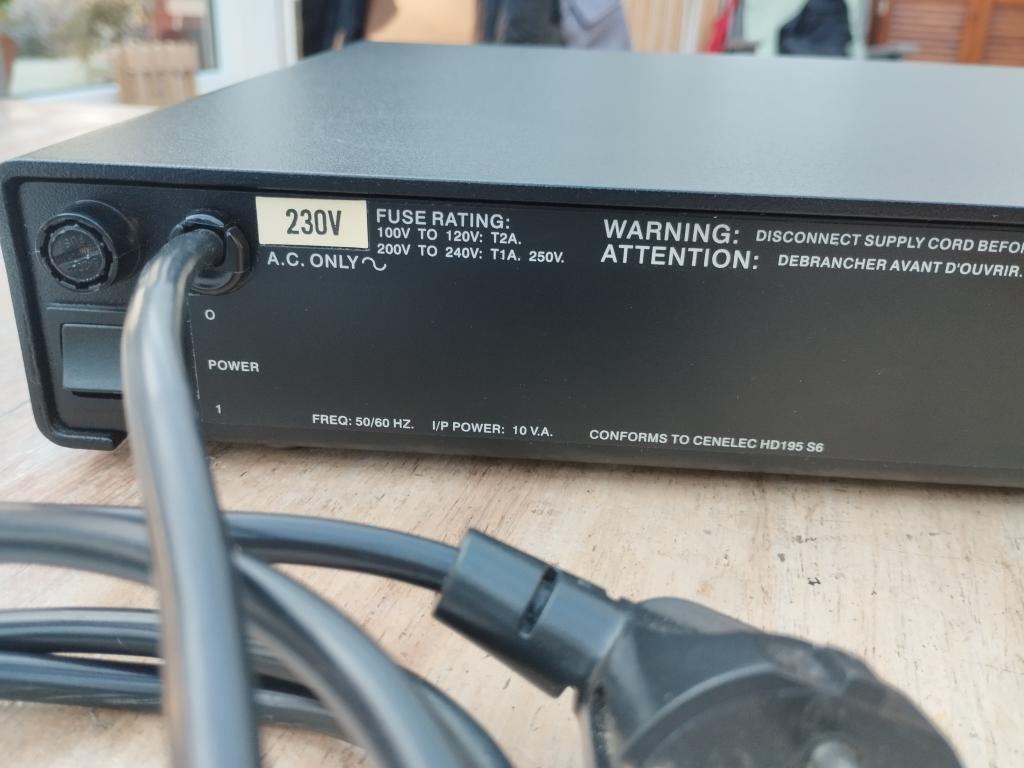 230V
A.C. ONLY
FUSE RATING:
100V TO 120V: T2A.
200V TO 240V: T1A. 250V.
WARNING: DISCONNECT SUPPLY CORD
ATTENTION: DEBRANCHER AVANT D'OUVRIR.
O
POWER
1
FREQ: 50/60 HZ. I/P POWER: 10 V.A. CONFORMS TO CENELEC HD195 S6